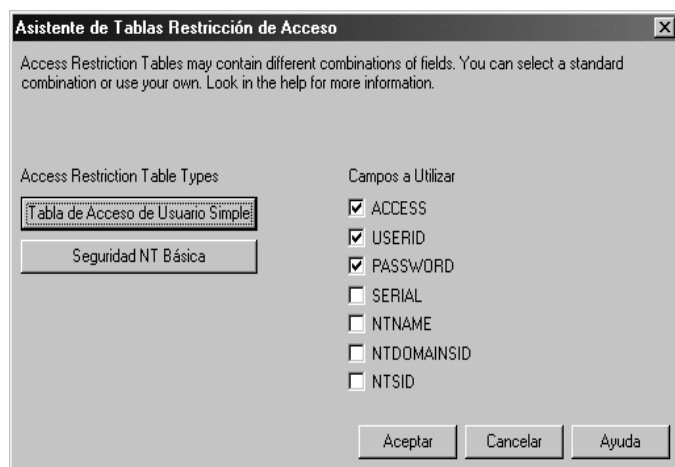 Asistente de Tablas Restricción de Acceso
Access Restriction Tables may contain different combinations of fields. You can select a standard
combination or use your own. Look in the help for more information.
Access Restriction Table Types
Tabla de Acceso de Usuario Simple
Seguridad NT Básica
Campos a Utilizar
ACCESS
USERID
PASSWORD
SERIAL
NTNAME
NTDOMAINSID
NTSID
Aceptar
Cancelar
Ayuda